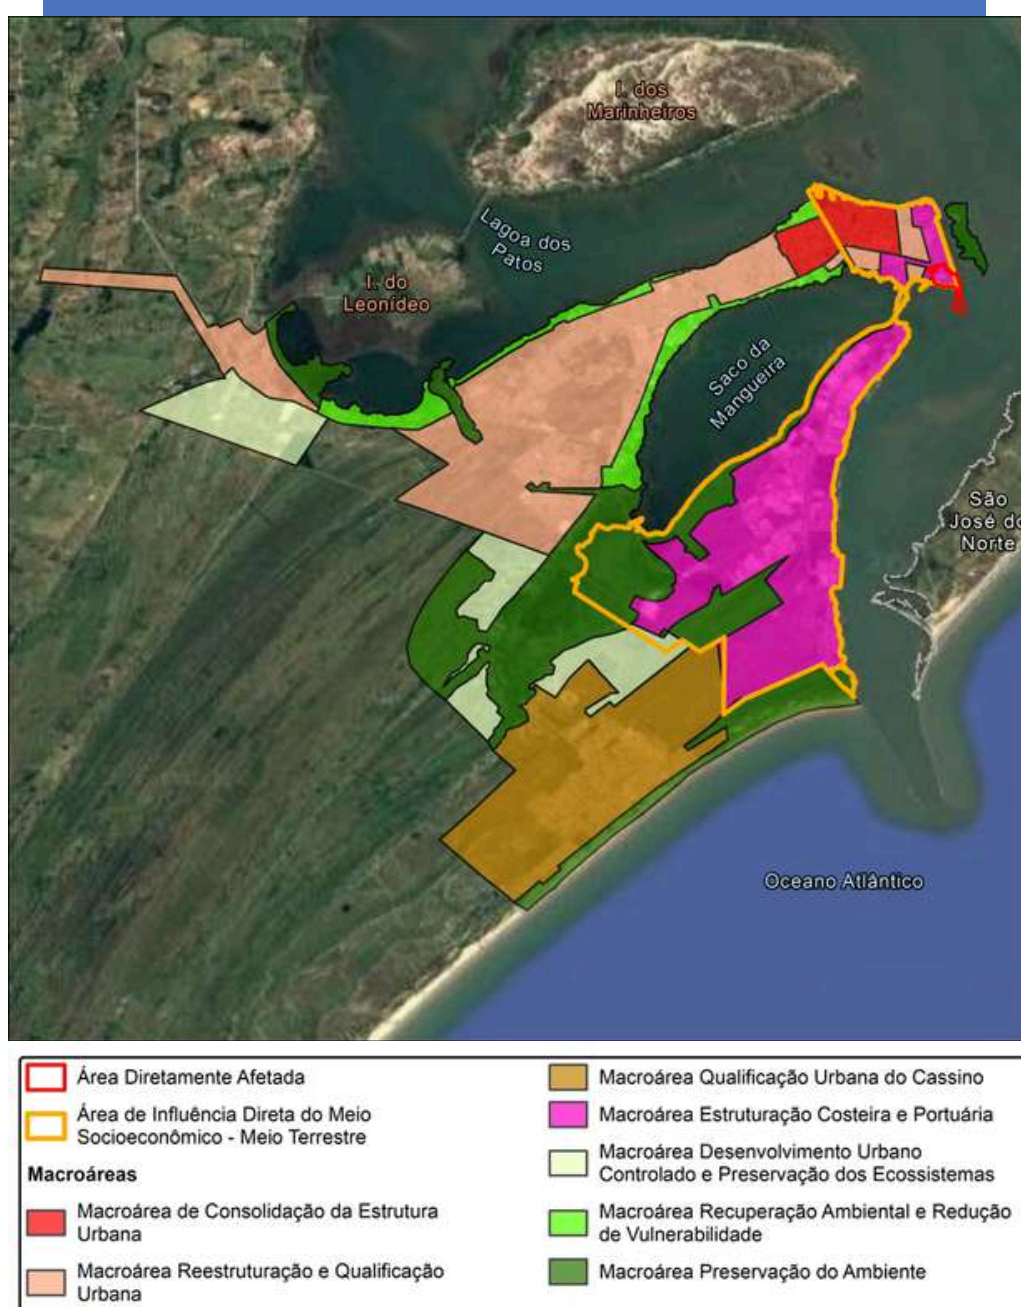 I. dos
Marinheiros
Lagoa dos
Patos
I. do
Leonídeo
Saco da
Mangueira
São
José do
Norte
Oceano Atlântico
Área Diretamente Afetada
Área de Influência Direta do Meio
Socioeconômico - Meio Terrestre
Macroáreas
Macroárea de Consolidação da Estrutura
Urbana
Macroárea Reestruturação e Qualificação
Urbana
Macroárea Qualificação Urbana do Cassino
Macroárea Estruturação Costeira e Portuária
Macroárea Desenvolvimento Urbano
Controlado e Preservação dos Ecossistemas
Macroárea Recuperação Ambiental e Redução
de Vulnerabilidade
Macroárea Preservação do Ambiente